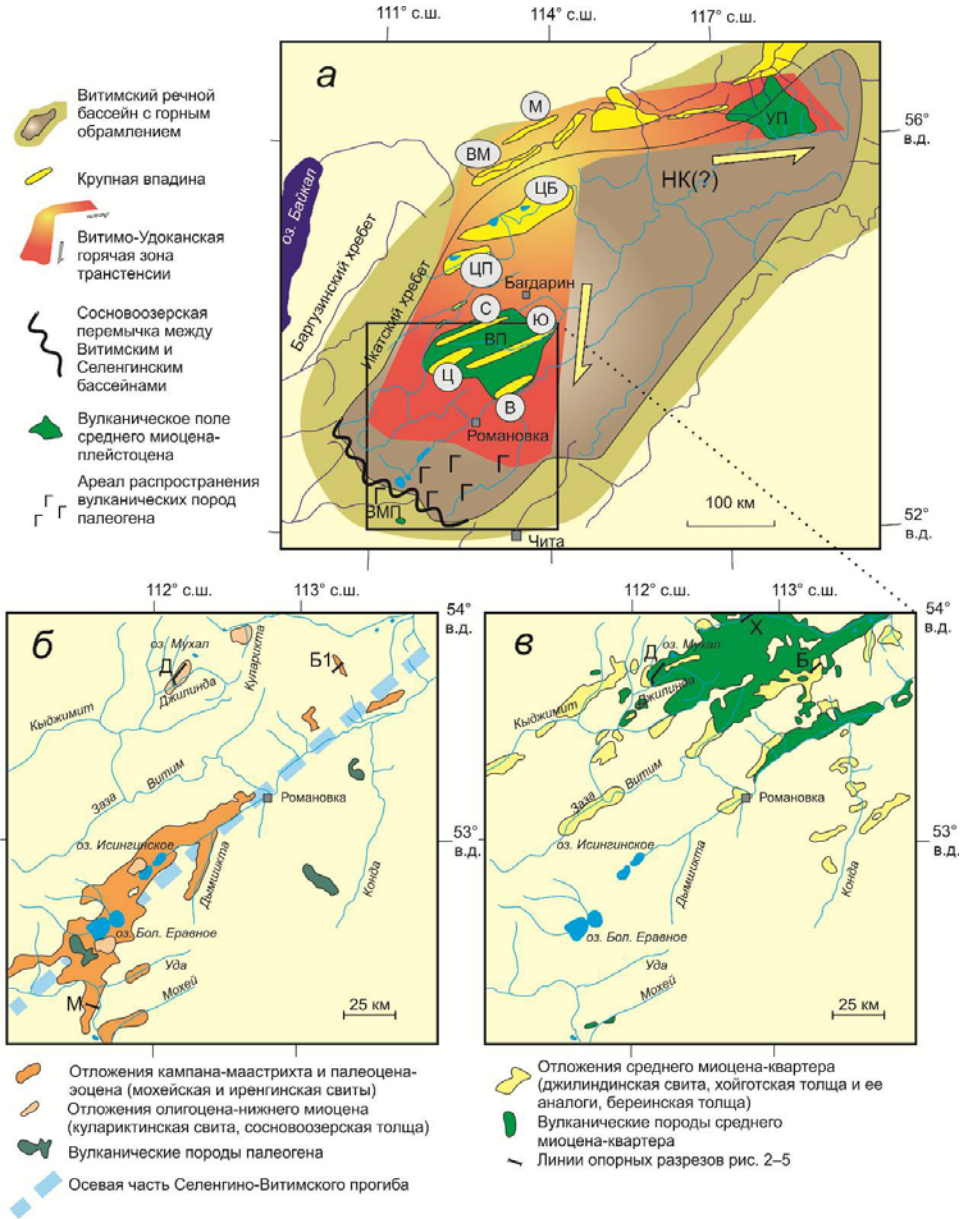 111° с.ш.
114° с.ш.
117° с.ш.
а
56°
в.д.
52°
в.д.
М
ВМ
ЦБ
УП
НК(?)
ЦП
Багдарин
С
Ю
ВП
Ц
В
Романовка
Г Г Г
Г Г Г
ВМП
Чита
100 км
оз. Байкал
Баргузинский хребет
Икатский хребет
Витимский речной
бассейн с горным
обрамлением
Крупная впадина
Витимо-Удоканская
горячая зона
транстенсии
Сосновоозерская
перемычка между
Витимским и
Селенгинским
бассейнами
Вулканическое поле
среднего миоцена-
плейстоцена
Г Г Г
Ареал распространения
вулканических пород
палеогена
112° с.ш.
113° с.ш.
б
54°
в.д.
53°
в.д.
оз. Мухал
Д
Джилинда
Куларихта
Б1
Кыджимит
Витим
Заза
Романовка
оз. Исингинское
Дымшикта
Конда
оз. Бол. Еравное
Уда
Мохей
М
25 км
112° с.ш.
113° с.ш.
в
54°
в.д.
53°
в.д.
Х
оз. Мухал
Д
Джилинда
Б
Кыджимит
Витим
Заза
Романовка
оз. Исингинское
Дымшикта
Конда
оз. Бол. Еравное
Уда
Мохей
25 км
Отложения кампана-маастрихта и палеоцена-
эоцена (мохейская и иренгинская свиты)
Отложения олигоцена-нижнего миоцена
(кулариктинская свита, сосновоозерская толща)
Вулканические породы палеогена
Осевая часть Селенгино-Витимского прогиба
Отложения среднего миоцена-квартера
(джилиндинская свита, хойготская толща и ее
аналоги, береинская толща)
Вулканические породы среднего
миоцена-квартера
Линии опорных разрезов рис. 2–5